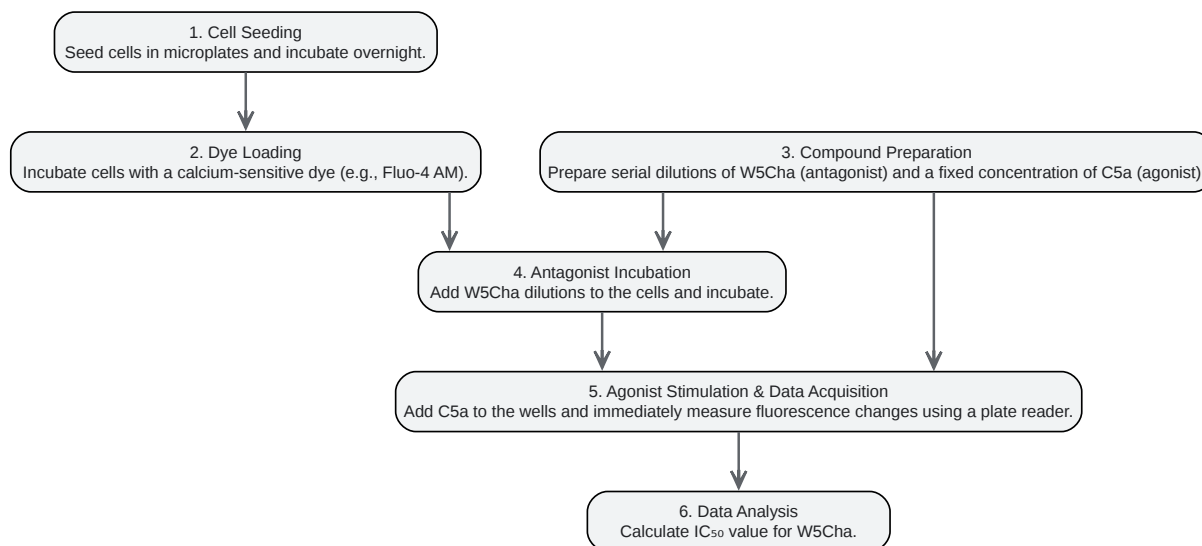 1. Cell Seeding
Seed cells in microplates and incubate overnight.
2. Dye Loading
Incubate cells with a calcium-sensitive dye (e.g., Fluo-4 AM).
3. Compound Preparation
Prepare serial dilutions of W5Cha (antagonist) and a fixed concentration of C5a (agonist)
4. Antagonist Incubation
Add W5Cha dilutions to the cells and incubate.
5. Agonist Stimulation & Data Acquisition
Add C5a to the wells and immediately measure fluorescence changes using a plate reader.
6. Data Analysis
Calculate IC₅₀ value for W5Cha.